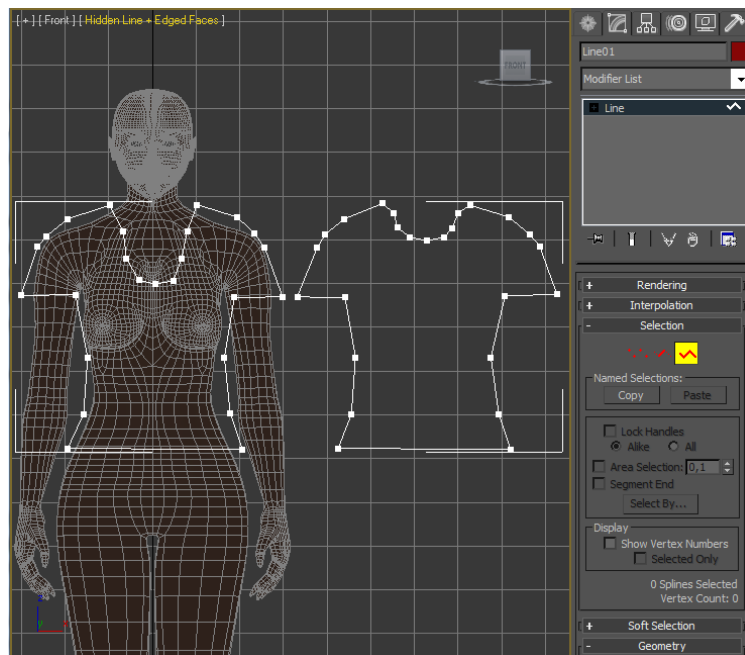 [ + ] [ Front ] [ Hidden Line + Edged Faces ]
FRONT
Line01
Modifier List
+ Line
+ Rendering
+ Interpolation
- Selection
Named Selections:
Copy Paste
Lock Handles
Alike All
Area Selection: 0,1
Segment End
Select By...
Display
Show Vertex Numbers
Selected Only
0 Splines Selected
Vertex Count: 0
+ Soft Selection
- Geometry
z
y x